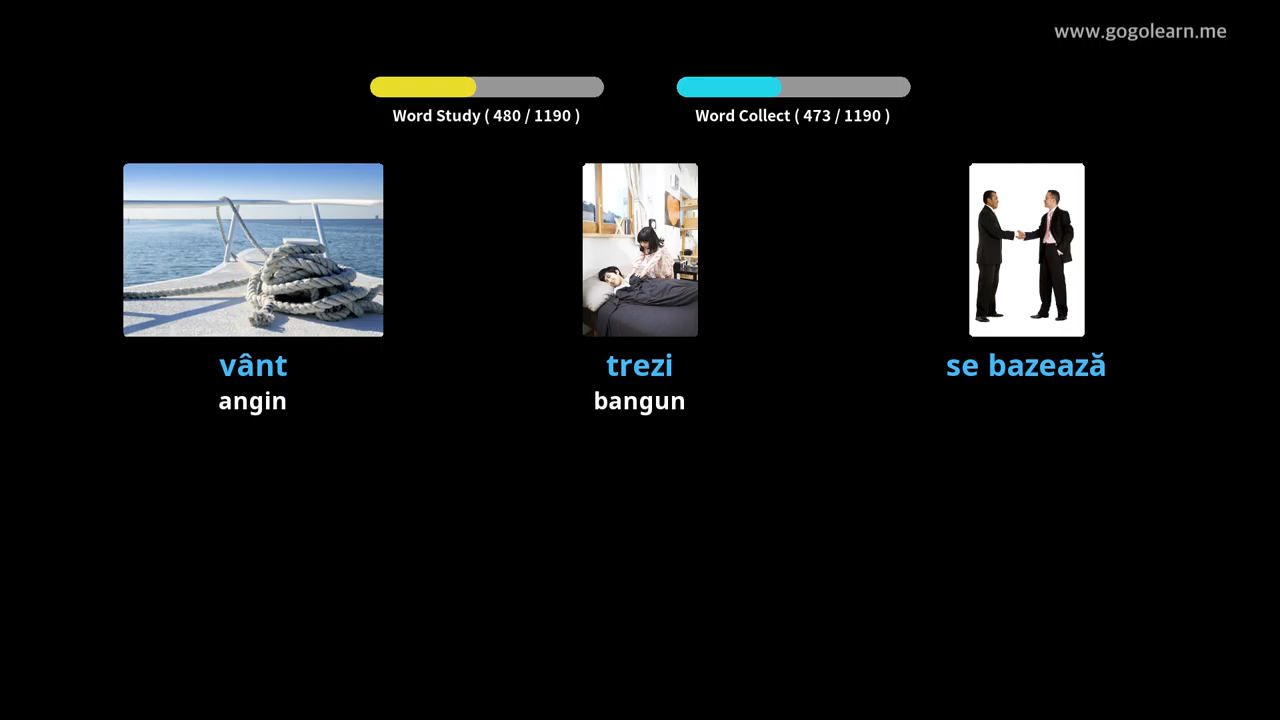 www.gogolearn.me
Word Study ( 480 / 1190 )
Word Collect ( 473 / 1190 )
vânt
trezi
se bazează
angin
bangun